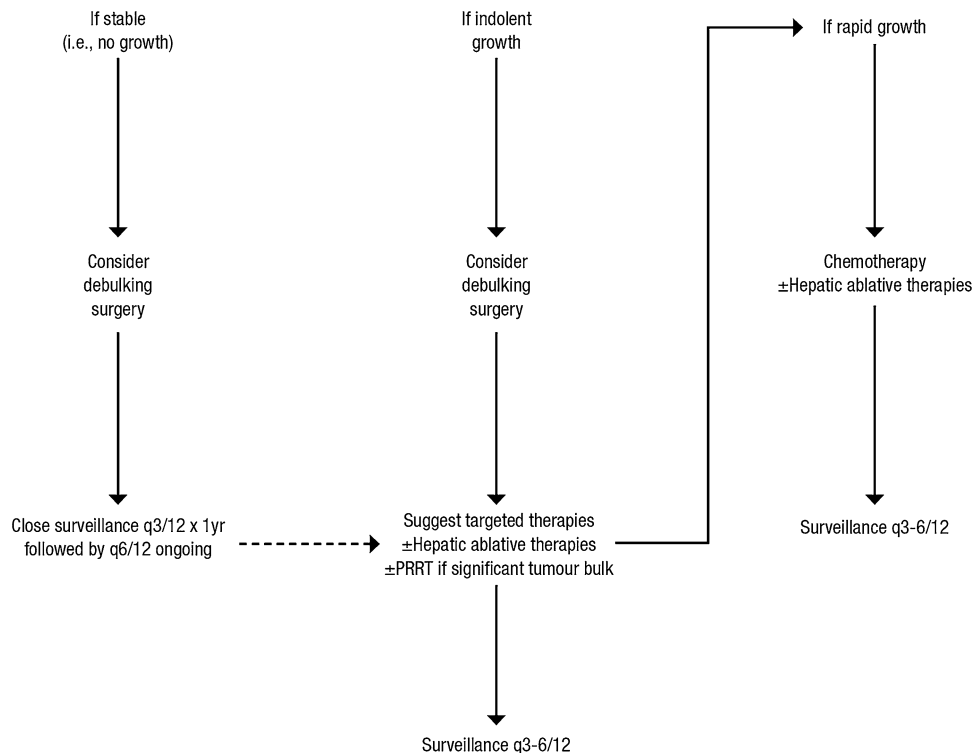 If stable
(i.e., no growth)
If indolent
growth
If rapid growth
Consider
debulking
surgery
Consider
debulking
surgery
Chemotherapy
±Hepatic ablative therapies
Close surveillance q3/12 x 1yr
followed by q6/12 ongoing
Suggest targeted therapies
±Hepatic ablative therapies
±PRRT if significant tumour bulk
Surveillance q3-6/12
Surveillance q3-6/12